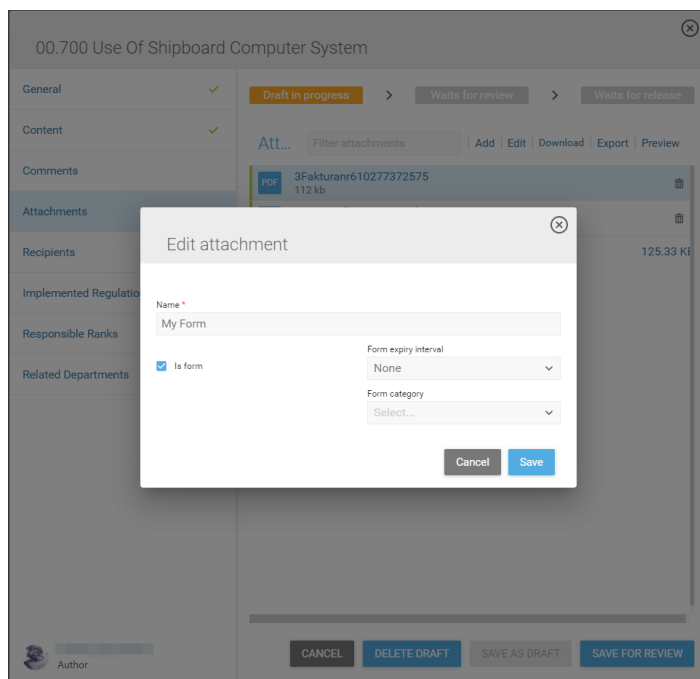 00.700 Use Of Shipboard Computer System
General
Content
Comments
Attachments
Recipients
Implemented Regulatio
Responsible Ranks
Related Departments
Author
Draft in progress > Waits for review > Waits for release
Att... Filter attachments Add Edit Download Export Preview
PDF 3Fakturanr610277372575
112 kb
125.33 KB
Edit attachment
Name *
My Form
Is form
Form expiry interval
None
Form category
Select...
Cancel Save
CANCEL DELETE DRAFT SAVE AS DRAFT SAVE FOR REVIEW